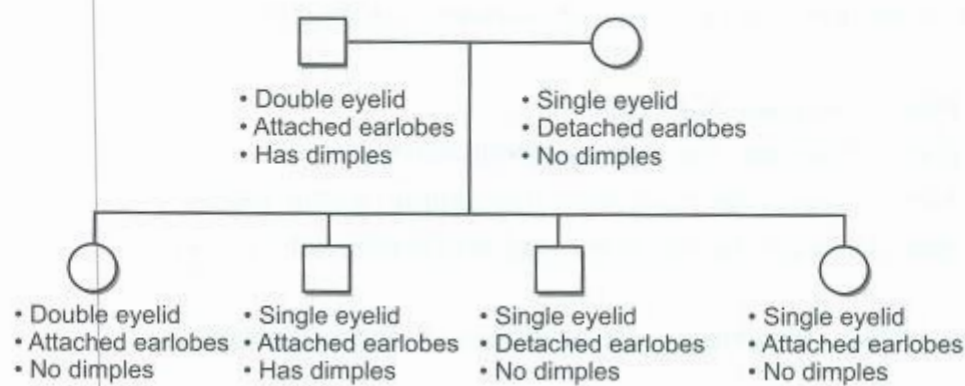 • Double eyelid
• Attached earlobes
• Has dimples
• Single eyelid
• Detached earlobes
• No dimples
• Double eyelid
• Attached earlobes
• No dimples
• Single eyelid
• Attached earlobes
• Has dimples
• Single eyelid
• Detached earlobes
• No dimples
• Single eyelid
• Attached earlobes
• No dimples